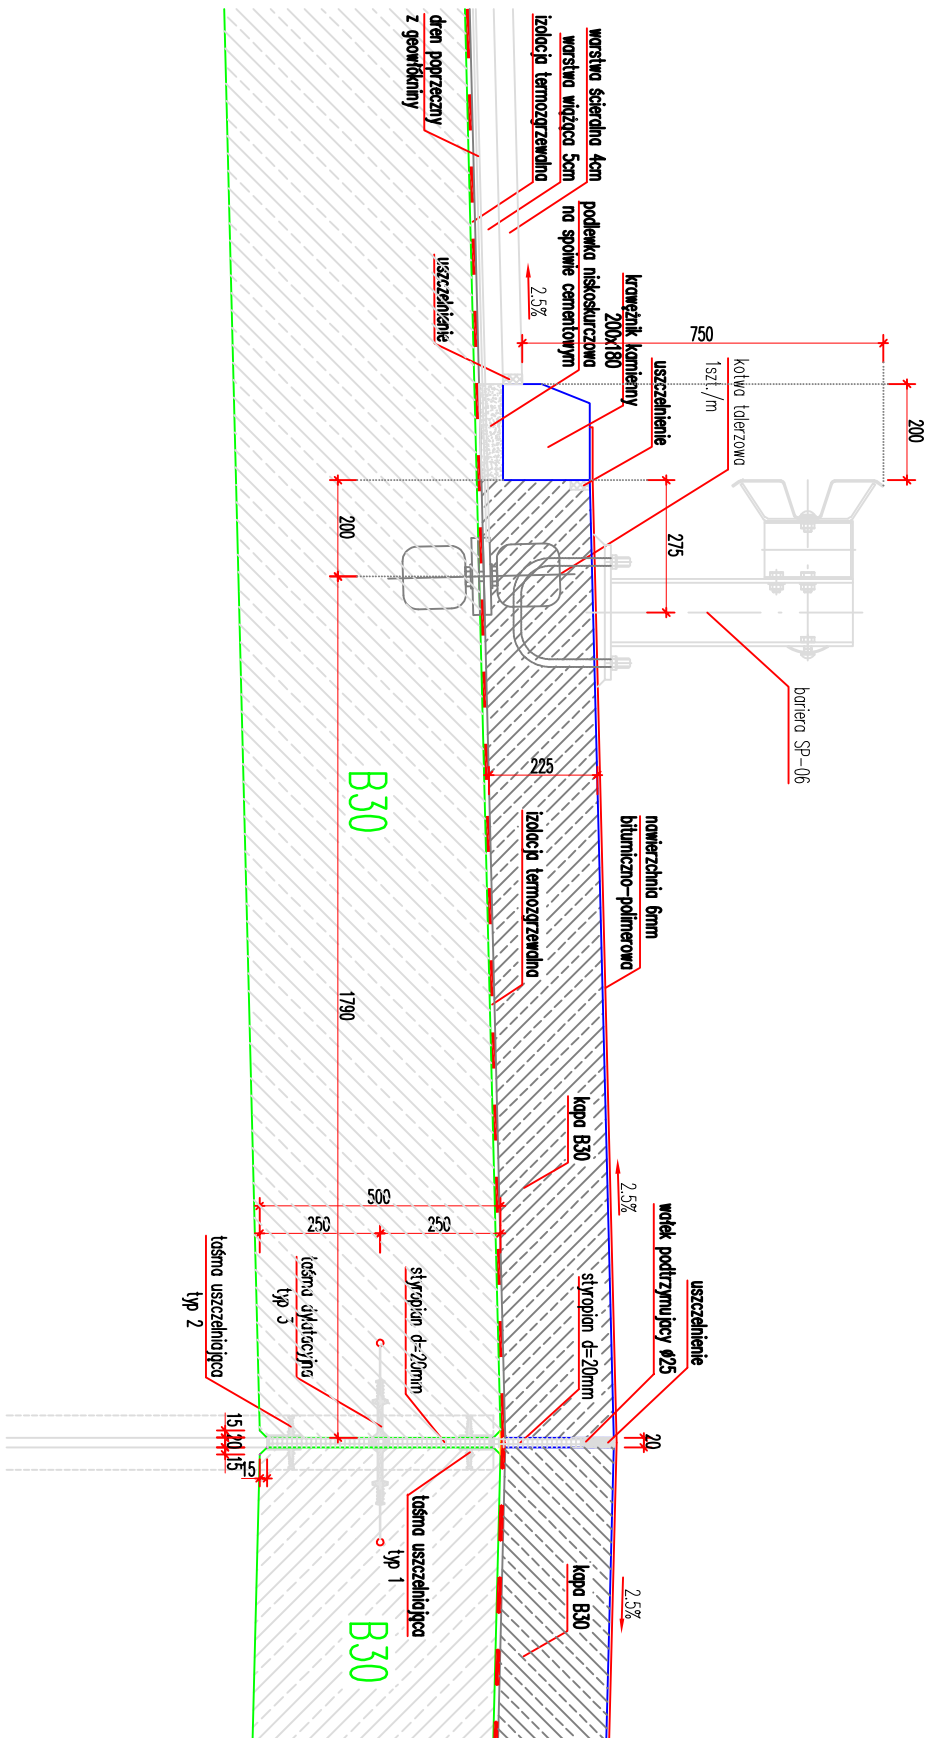 dren poprzeczny
z geowłókniny
izolacja termozgrzewalna
warstwa wiążąca 5cm
warstwa ścieralna 4cm
uszczelnienie
podlewka niskoskurczowa
na spoiwie cementowym
2.5%
krawężnik kamienny
200x180
uszczelnienie
750
kotwa talerzowa
1szt./m
200
275
200
bariera SP-06
B30
225
izolacja termozgrzewalna
nawierzchnia 6mm
bitumiczno-polimerowa
1790
kapa B30
2.5%
500
250
250
taśma uszczelniająca
typ 2
taśma dylatacyjna
typ 3
styropian d=20mm
styropian d=20mm
wałek podtrzymujacy ø25
uszczelnienie
15
20
15
15
20
taśma uszczelniająca
typ 1
kapa B30
2.5%
B30